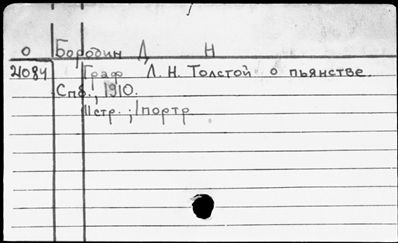 О Бородин Д Н
21084 Граф Л. Н. Толстой о пьянстве.
Спб., 1910.
11 стр.; 1 портр.